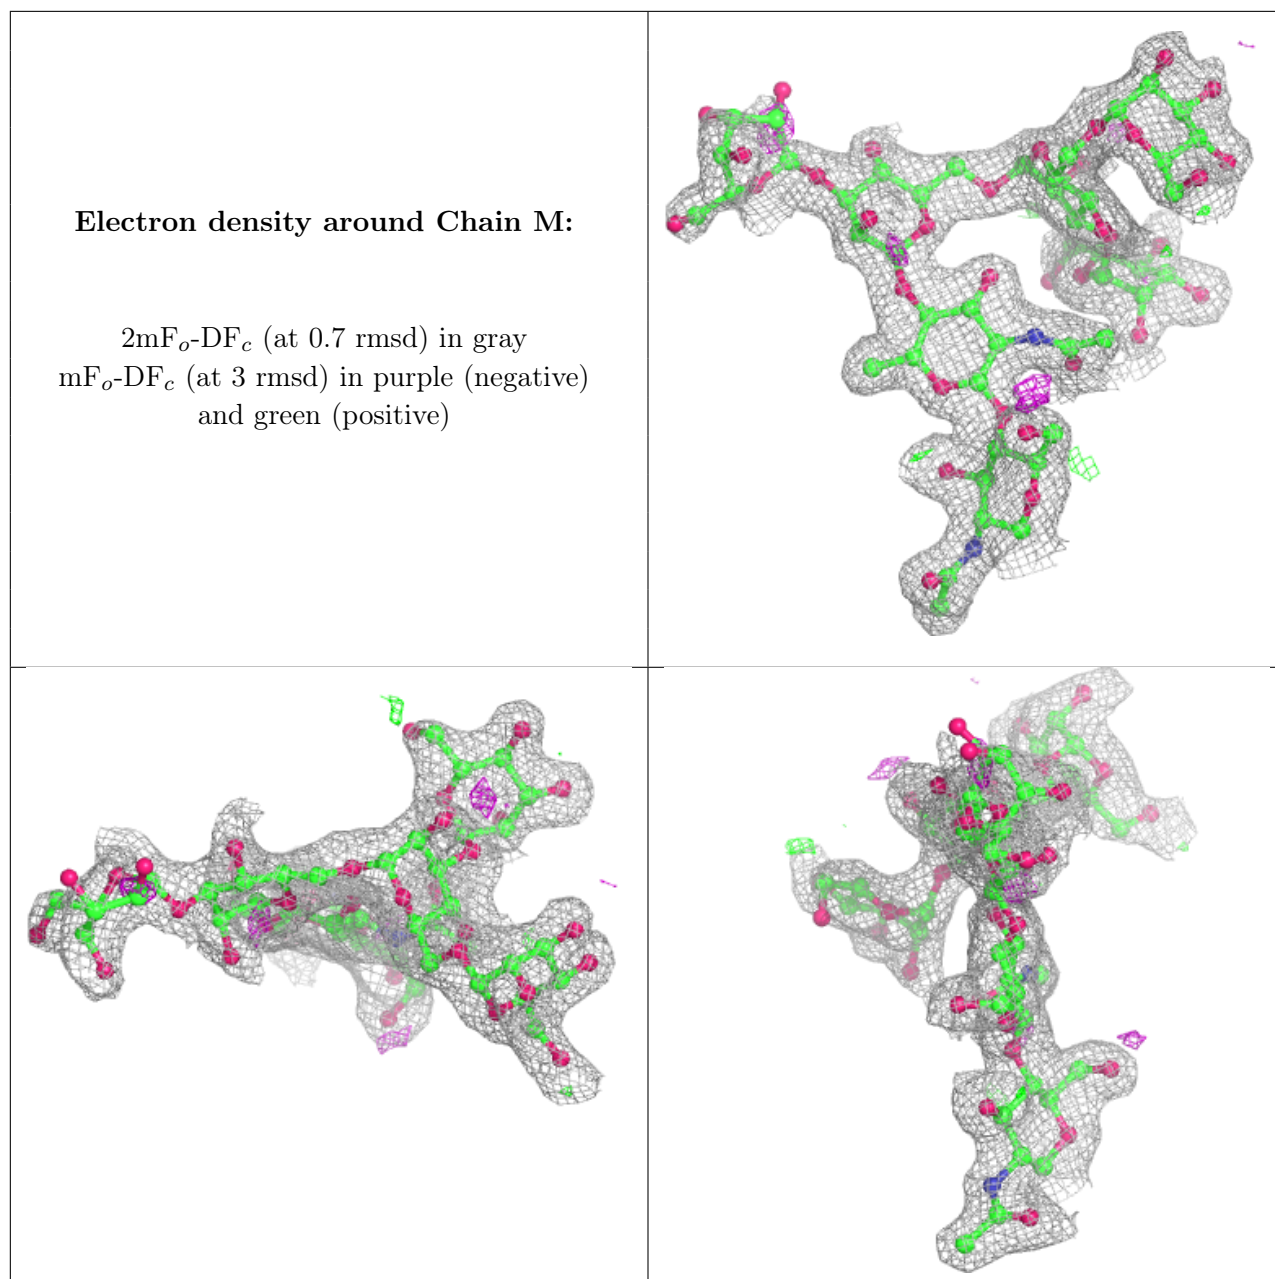 Electron density around Chain M:
2mFo-DFc (at 0.7 rmsd) in gray
mFo-DFc (at 3 rmsd) in purple (negative)
and green (positive)